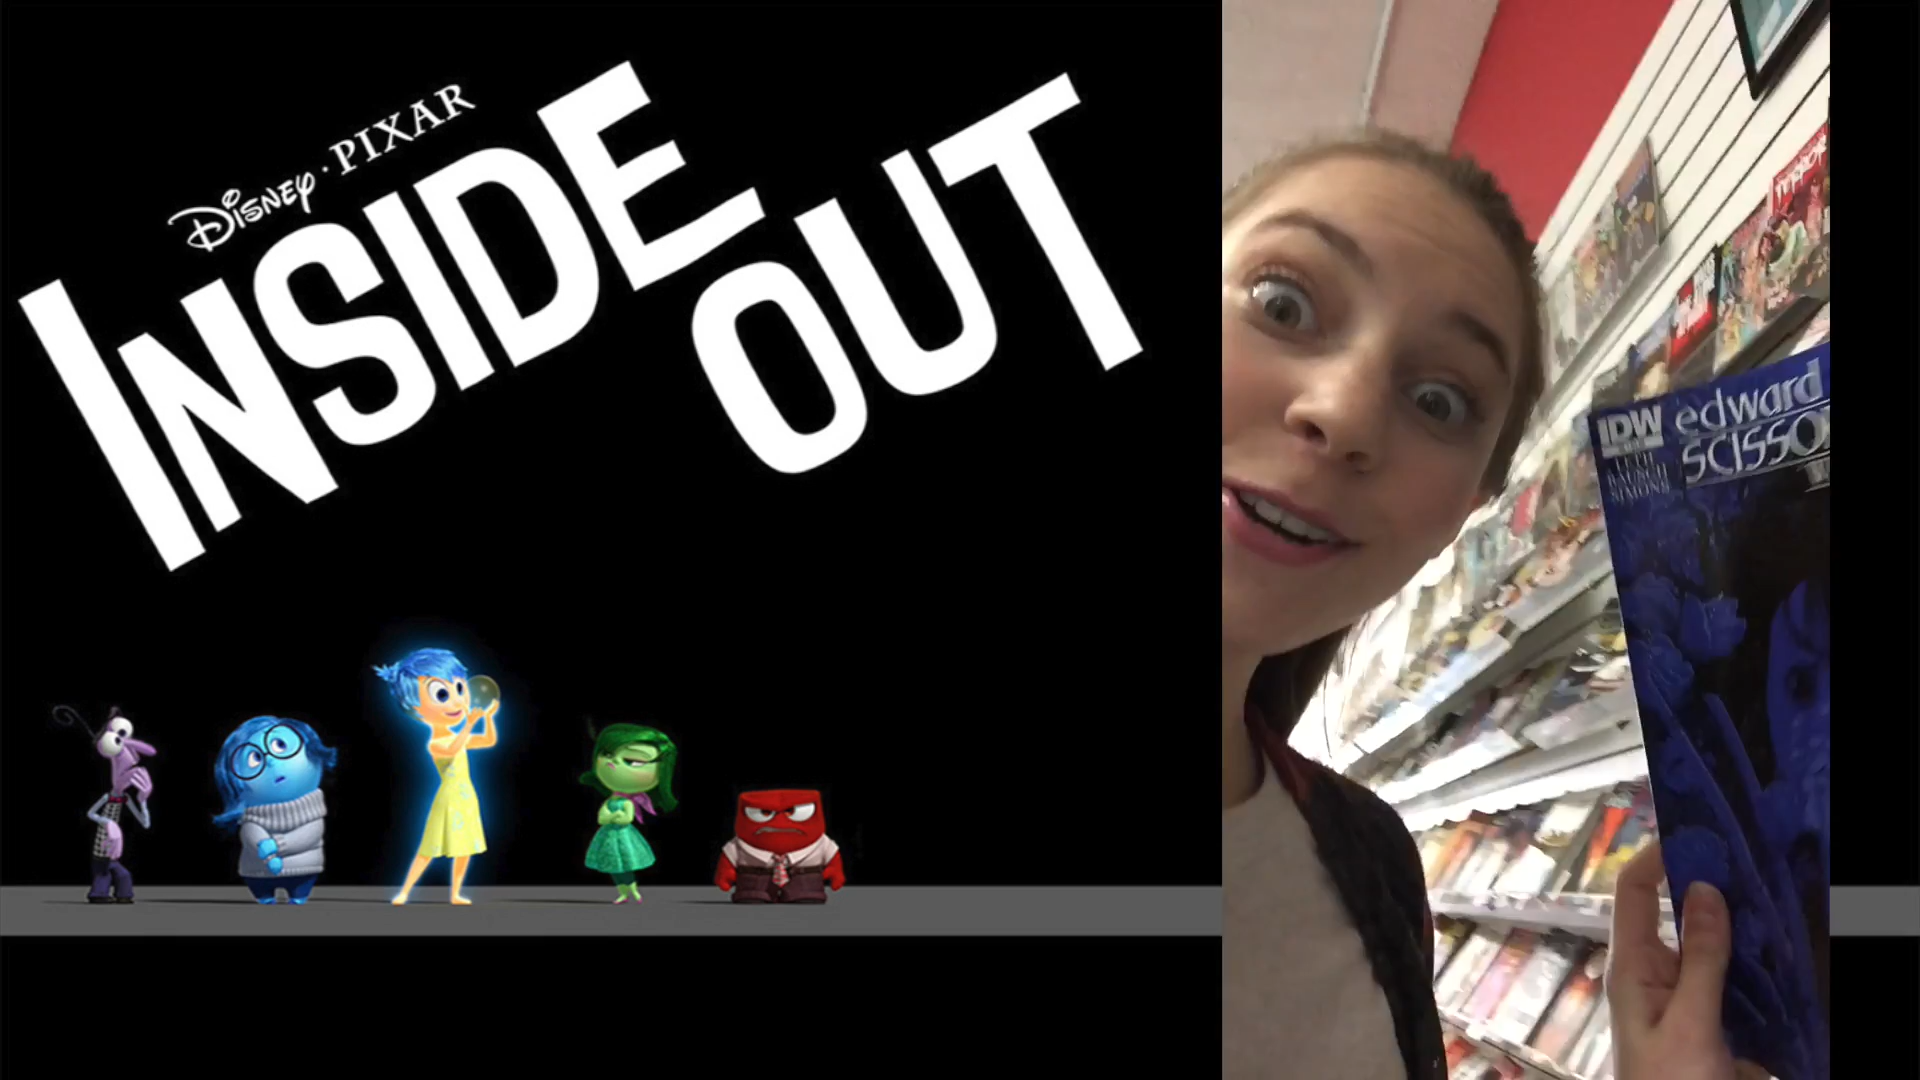 DISNEY · PIXAR
INSIDE
OUT
IDW
edward
SCISSO